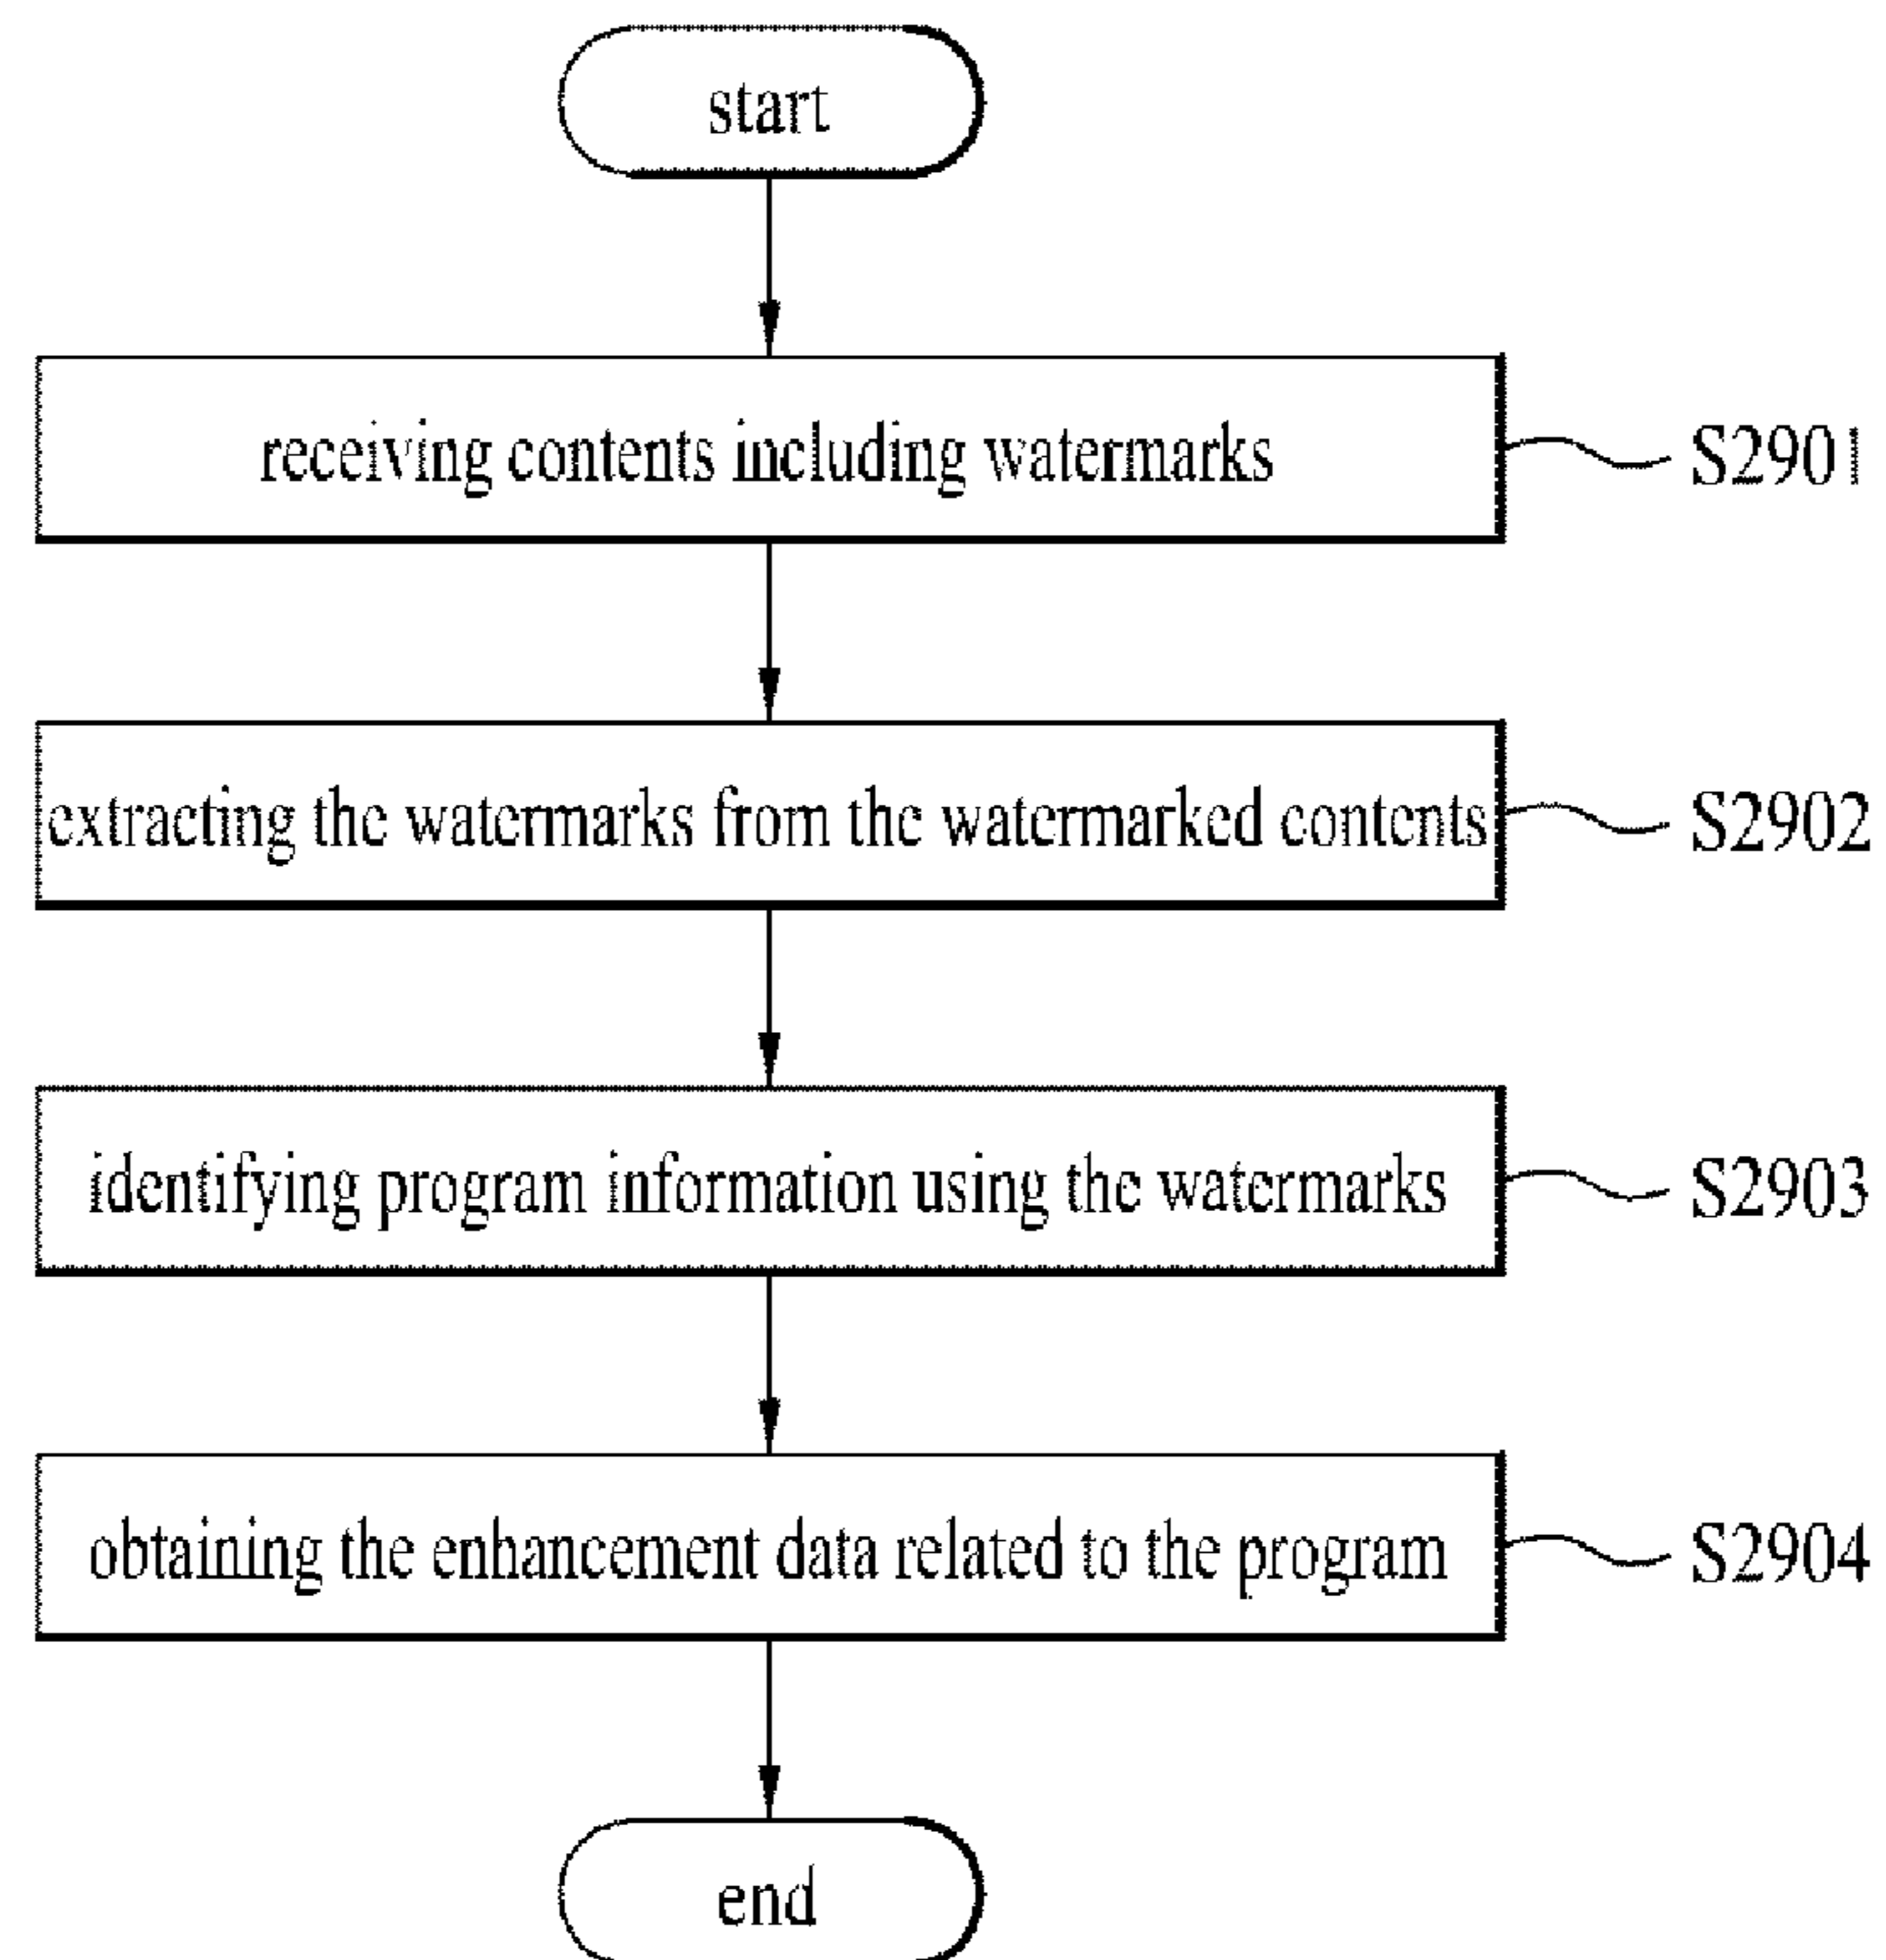 start
receiving contents including watermarks S2901
extracting the watermarks from the watermarked contents S2902
identifying program information using the watermarks S2903
obtaining the enhancement data related to the program S2904
end